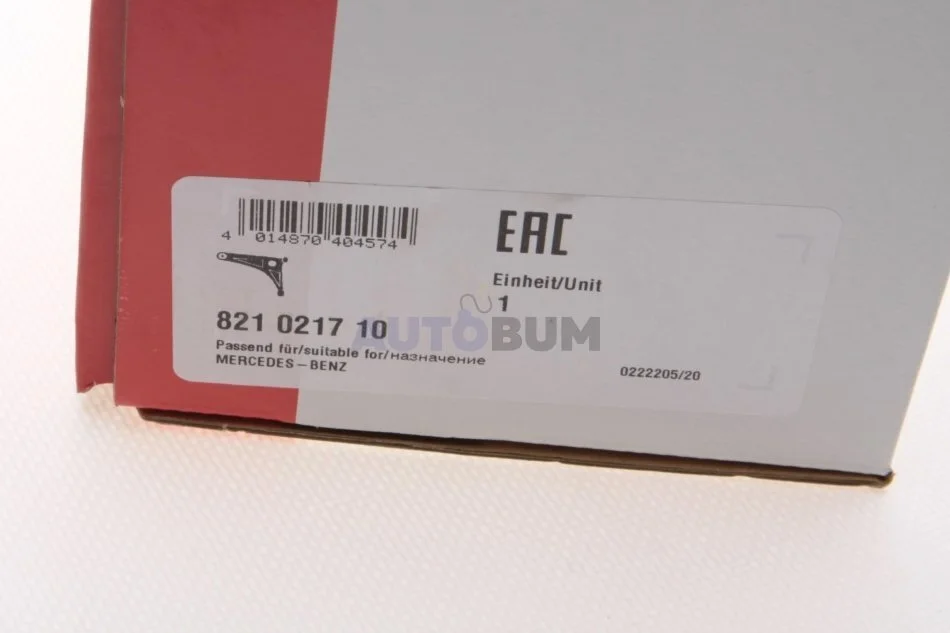 4 014870 404574
EAC
Einheit/Unit
1
821 0217 10
AUTOBUM
Passend für/suitable for/назначение
MERCEDES-BENZ
0222205/20